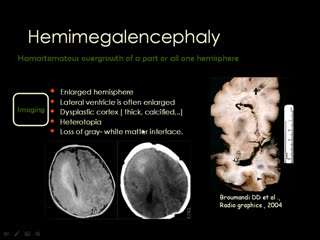 Hemimegalencephaly
Hamartomatous overgrowth of a part or all one hemisphere
Imaging
Enlarged hemisphere
Lateral ventricle is often enlarged
Dysplastic cortex ( thick, calcified,..)
Heterotopia
Loss of gray- white matter interface.
Broumandi DD et al ,
Radio graphics , 2004